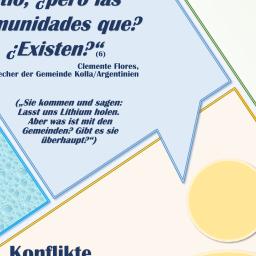 ¿pero las
munidades que?
¿Existen?“ (6)
Clemente Flores,
echer der Gemeinde Kolla/Argentinien
(„Sie kommen und sagen:
Lasst uns Lithium holen.
Aber was ist mit den
Gemeinden? Gibt es sie
überhaupt?“)
Konflikte